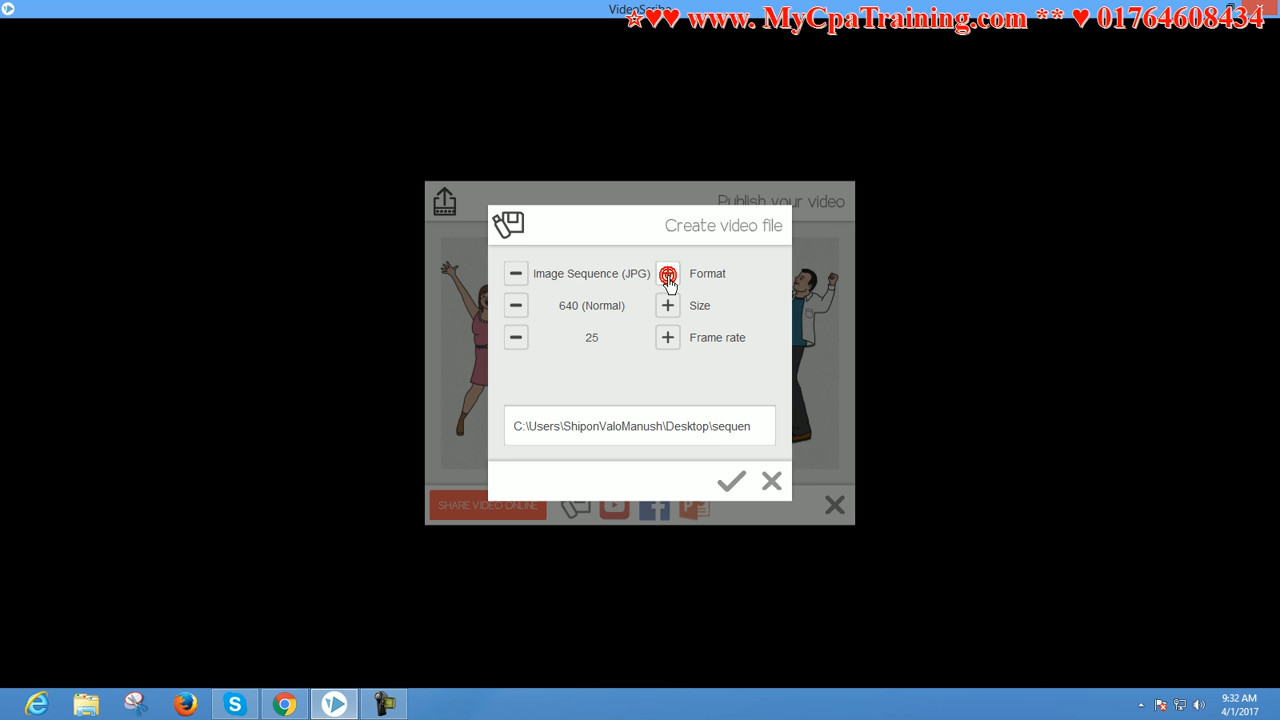 VideoScribe
☆♥♥ www. MyCpaTraining.com ** ♥ 01764608434
Publish your video
Create video file
Image Sequence (JPG) Format
640 (Normal) Size
25 Frame rate
C:\Users\ShiponValoManush\Desktop\sequen
SHARE VIDEO ONLINE
9:32 AM
4/1/2017